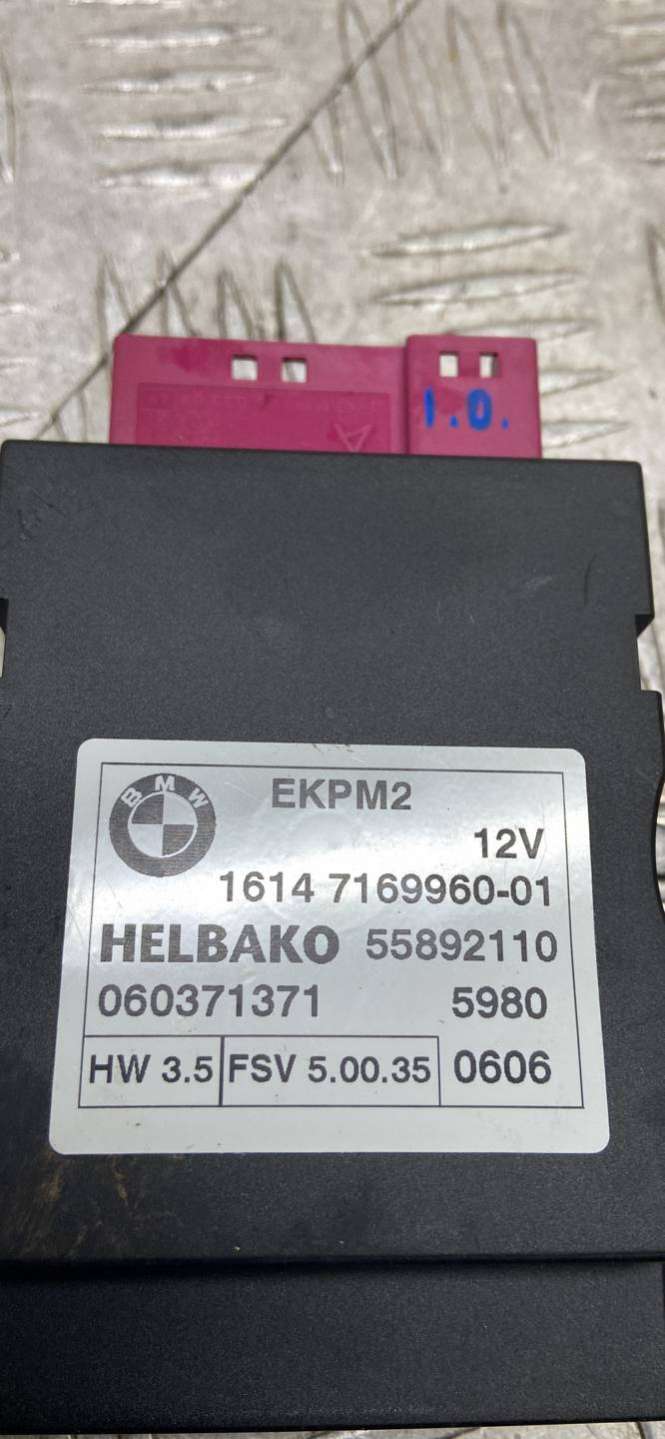 I.O.
BMW
EKPM2
12V
1614 7169960-01
HELBAKO 55892110
060371371 5980
HW 3.5 FSV 5.00.35 0606